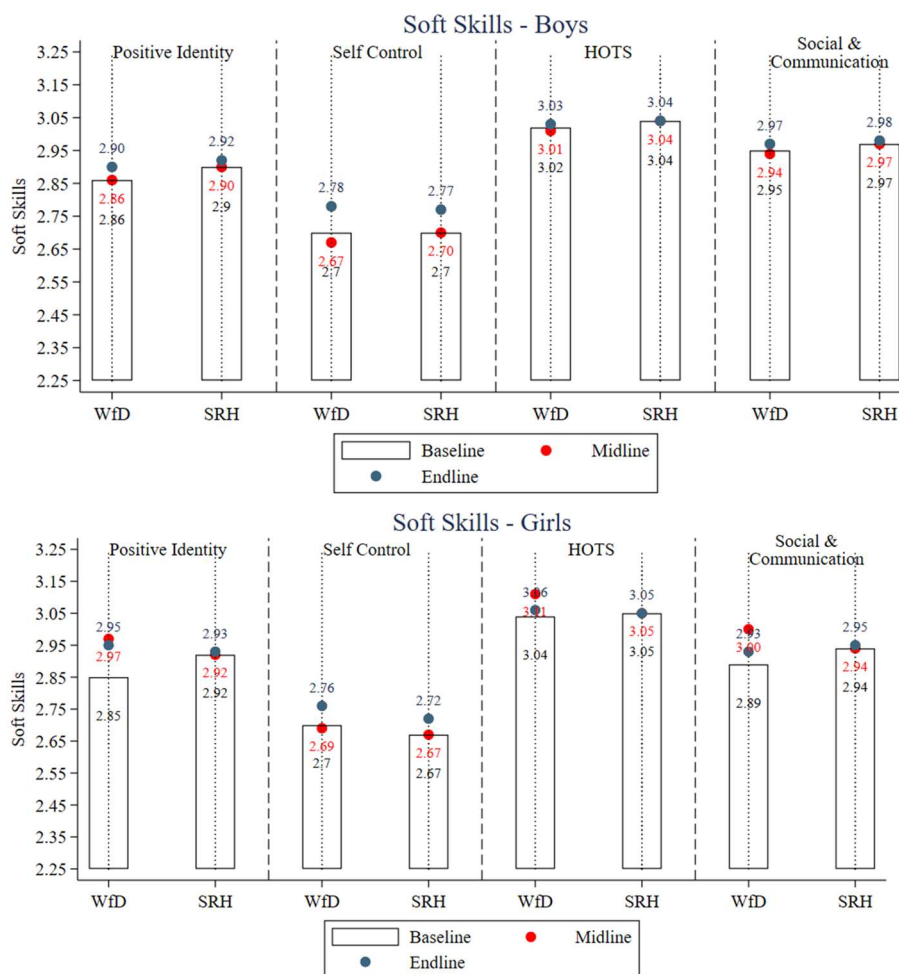 Soft Skills - Boys
Positive Identity
Self Control
HOTS
Social &
Communication
Soft Skills
3.25
3.15
3.05
2.95
2.85
2.75
2.65
2.55
2.45
2.35
2.25
2.90
2.86
2.86
2.92
2.90
2.9
2.78
2.67
2.7
2.77
2.70
2.7
3.03
3.01
3.02
3.04
3.04
3.04
2.97
2.94
2.95
2.98
2.97
2.97
WfD
SRH
WfD
SRH
WfD
SRH
WfD
SRH
Baseline
Midline
Endline
Soft Skills - Girls
Positive Identity
Self Control
HOTS
Social &
Communication
Soft Skills
3.25
3.15
3.05
2.95
2.85
2.75
2.65
2.55
2.45
2.35
2.25
2.95
2.97
2.85
2.93
2.92
2.92
2.76
2.69
2.7
2.72
2.67
2.67
3.06
3.11
3.04
3.05
3.05
3.05
2.93
3.00
2.89
2.95
2.94
2.94
WfD
SRH
WfD
SRH
WfD
SRH
WfD
SRH
Baseline
Midline
Endline